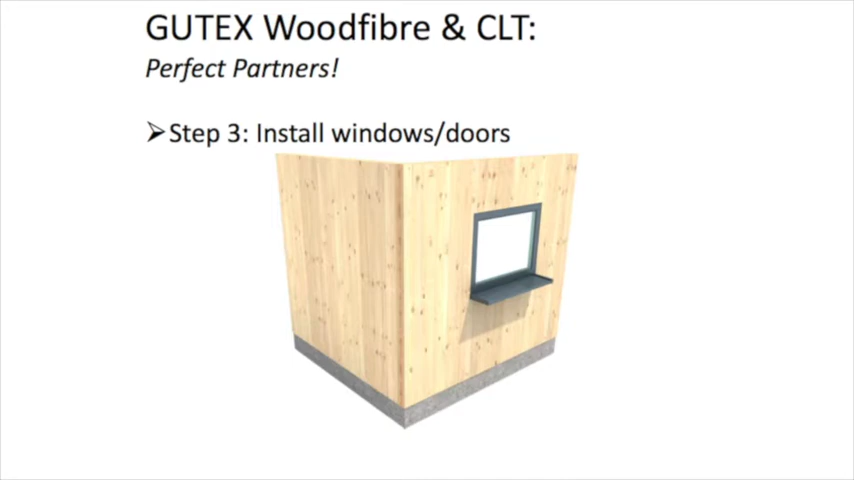 GUTEX Woodfibre & CLT:
Perfect Partners!
➢Step 3: Install windows/doors